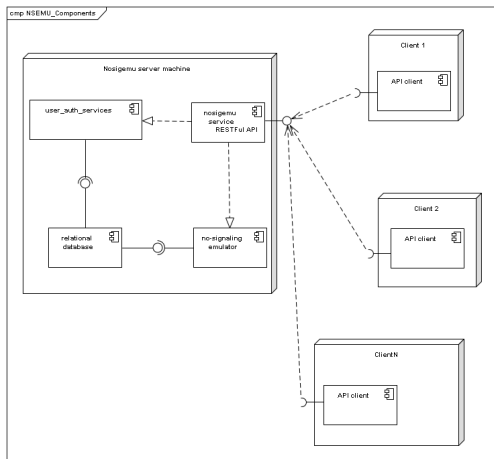 cmp NSEMU_Components
Nosigemu server machine
user_auth_services
nosigemu
service
RESTFul API
relational
database
no-signaling
emulator
Client 1
API client
Client 2
API client
ClientN
API client